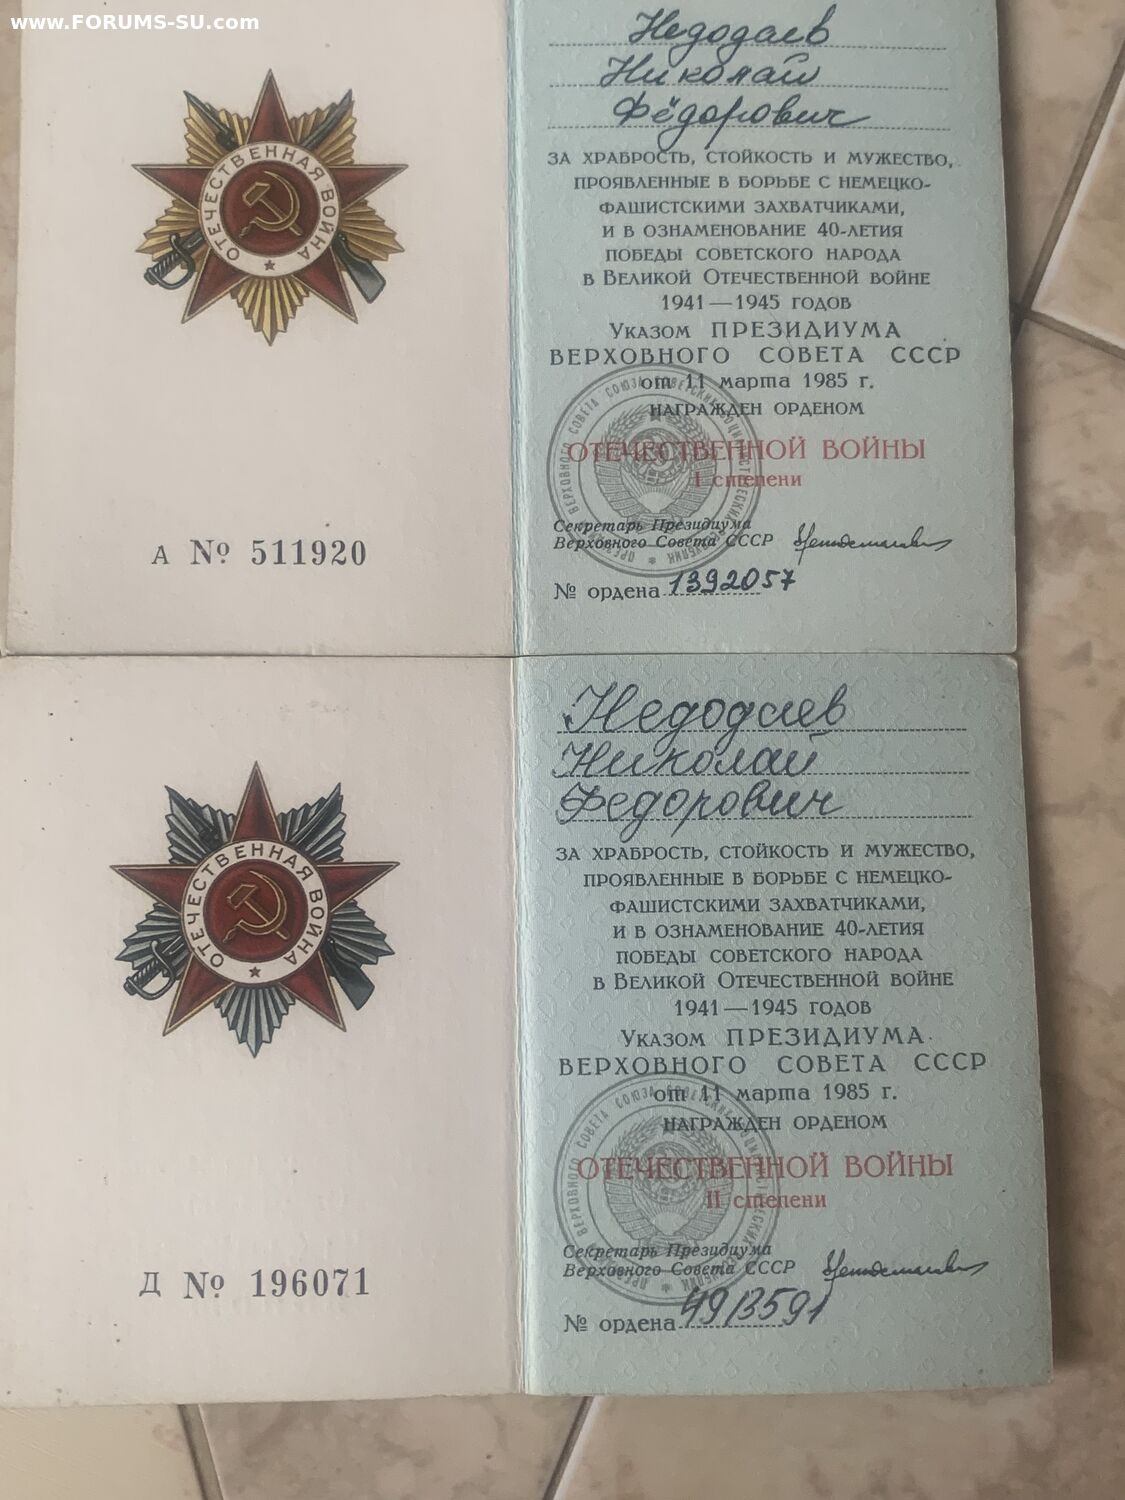 www.FORUMS-SU.com
ОТЕЧЕСТВЕННАЯ ВОЙНА
А № 511920
Недодаев
Николай
Фёдорович
ЗА ХРАБРОСТЬ, СТОЙКОСТЬ И МУЖЕСТВО,
ПРОЯВЛЕННЫЕ В БОРЬБЕ С НЕМЕЦКО-
ФАШИСТСКИМИ ЗАХВАТЧИКАМИ,
И В ОЗНАМЕНОВАНИЕ 40-ЛЕТИЯ
ПОБЕДЫ СОВЕТСКОГО НАРОДА
В ВЕЛИКОЙ ОТЕЧЕСТВЕННОЙ ВОЙНЕ
1941—1945 ГОДОВ
УКАЗОМ ПРЕЗИДИУМА
ВЕРХОВНОГО СОВЕТА СССР
от 11 марта 1985 г.
НАГРАЖДЕН ОРДЕНОМ
ОТЕЧЕСТВЕННОЙ ВОЙНЫ
I степени
Секретарь Президиума
Верховного Совета СССР
№ ордена 1392057
ОТЕЧЕСТВЕННАЯ ВОЙНА
Д № 196071
Недодаев
Николай
Федорович
ЗА ХРАБРОСТЬ, СТОЙКОСТЬ И МУЖЕСТВО,
ПРОЯВЛЕННЫЕ В БОРЬБЕ С НЕМЕЦКО-
ФАШИСТСКИМИ ЗАХВАТЧИКАМИ,
И В ОЗНАМЕНОВАНИЕ 40-ЛЕТИЯ
ПОБЕДЫ СОВЕТСКОГО НАРОДА
В ВЕЛИКОЙ ОТЕЧЕСТВЕННОЙ ВОЙНЕ
1941—1945 ГОДОВ
УКАЗОМ ПРЕЗИДИУМА
ВЕРХОВНОГО СОВЕТА СССР
от 11 марта 1985 г.
НАГРАЖДЕН ОРДЕНОМ
ОТЕЧЕСТВЕННОЙ ВОЙНЫ
II степени
Секретарь Президиума
Верховного Совета СССР
№ ордена 4913591